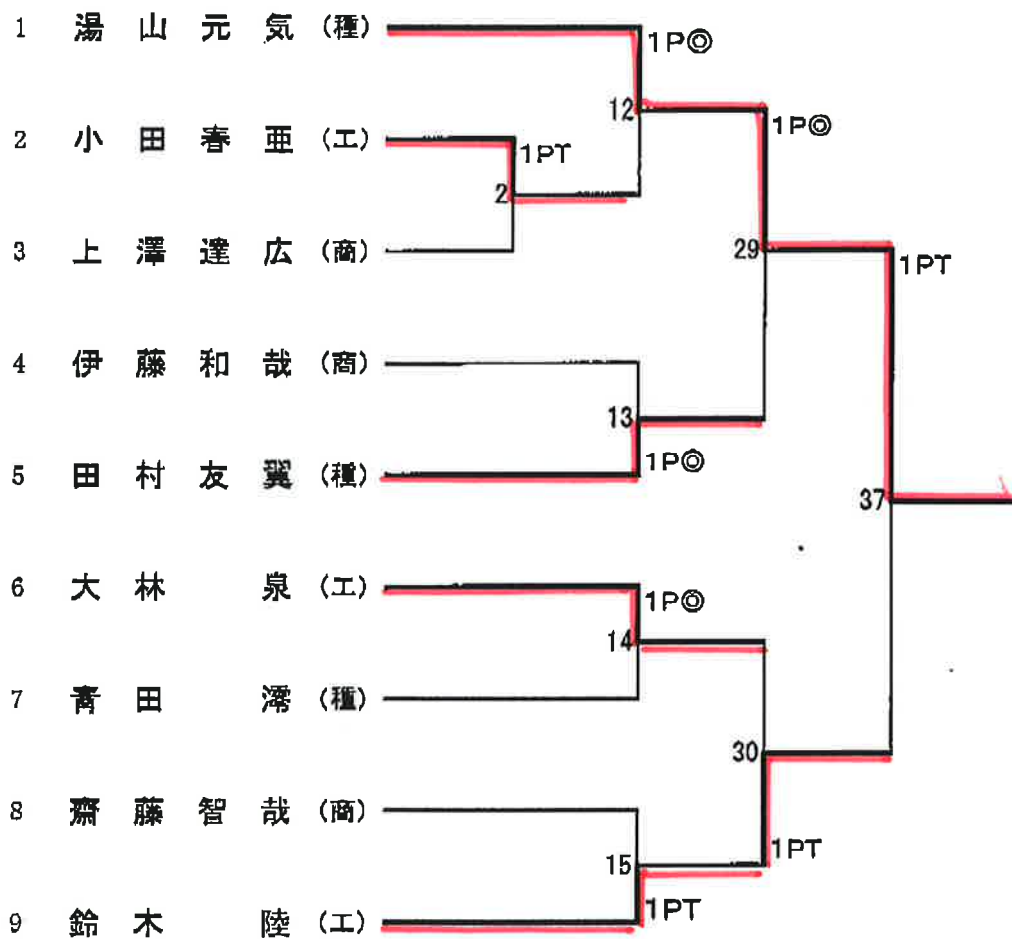 1 湯山元気 (種)
1P◎
12
1P◎
2 小田春亜 (工)
1PT
2
3 上澤達広 (商)
29
1PT
4 伊藤和哉 (商)
13
1P◎
5 田村友翼 (種)
37
6 大林 泉 (工)
1P◎
14
7 青田 澪 (種)
30
8 齋藤智哉 (商)
15
1PT
1PT
9 鈴木 陸 (工)